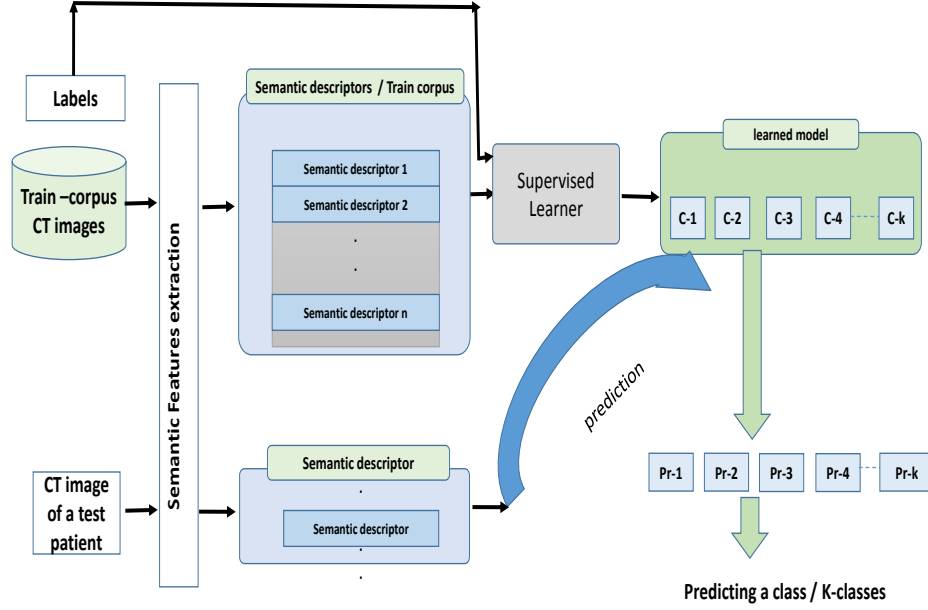 Labels
Train –corpus
CT images
Semantic Features extraction
Semantic descriptors / Train corpus
Semantic descriptor 1
Semantic descriptor 2
.
.
Semantic descriptor n
Supervised
Learner
learned model
C-1 C-2 C-3 C-4 C-k
prediction
CT image
of a test
patient
Semantic descriptor
.
Semantic descriptor
.
.
Pr-1 Pr-2 Pr-3 Pr-4 Pr-k
Predicting a class / K-classes